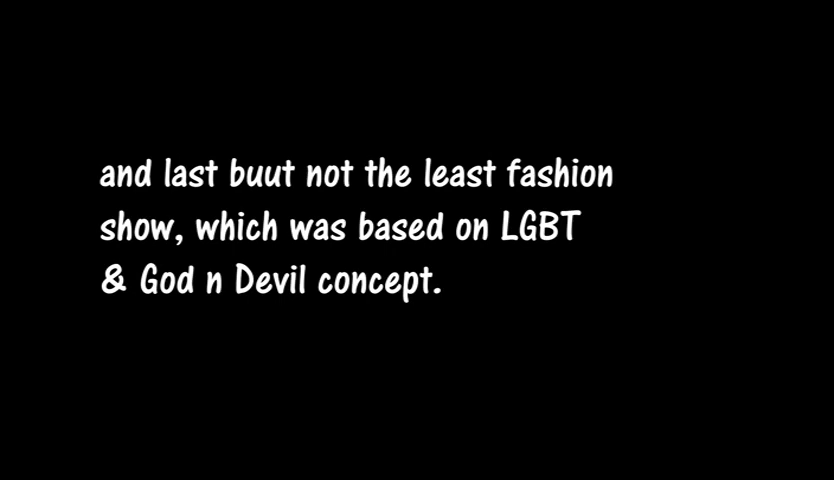 and last buut not the least fashion
show, which was based on LGBT
& God n Devil concept.